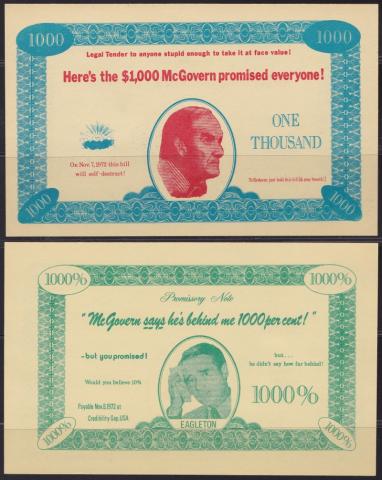 1000
1000
Legal Tender to anyone stupid enough to take it at face value!
Here's the $1,000 McGovern promised everyone!
ONE
THOUSAND
On Nov. 7, 1972 this bill
will self-destruct!
1000
1000
1000%
1000%
Promissory Note
"McGovern says he's behind me 1000 per cent!"
-but you promised!
but...
he didn't say how far behind!
Would you believe 10%
1000%
Payable Nov. 8, 1972 at
Credibility Gap, USA
EAGLETON
1000%
1000%